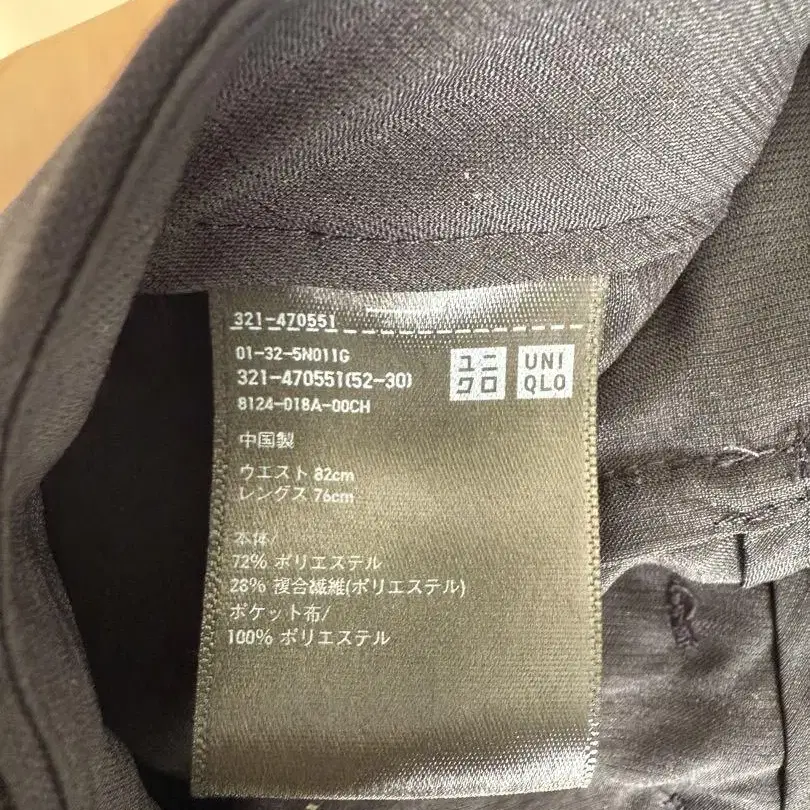 321-470551
01-32-5N011G
321-470551(52-30)
8124-018A-00CH
ユニ
クロ
UNI
QLO
中国製
ウエスト 82cm
レングス 76cm
本体/
72% ポリエステル
28% 複合繊維(ポリエステル)
ポケット布/
100% ポリエステル